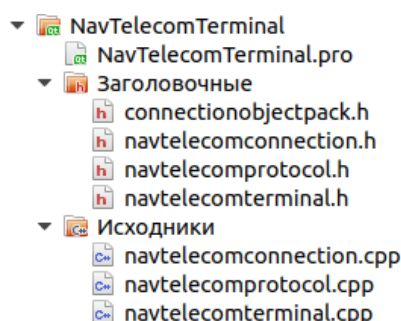 NavTelecomTerminal
NavTelecomTerminal.pro
Заголовочные
connectionobjectpack.h
navtelecomconnection.h
navtelecomprotocol.h
navtelecomterminal.h
Исходники
navtelecomconnection.cpp
navtelecomprotocol.cpp
navtelecomterminal.cpp